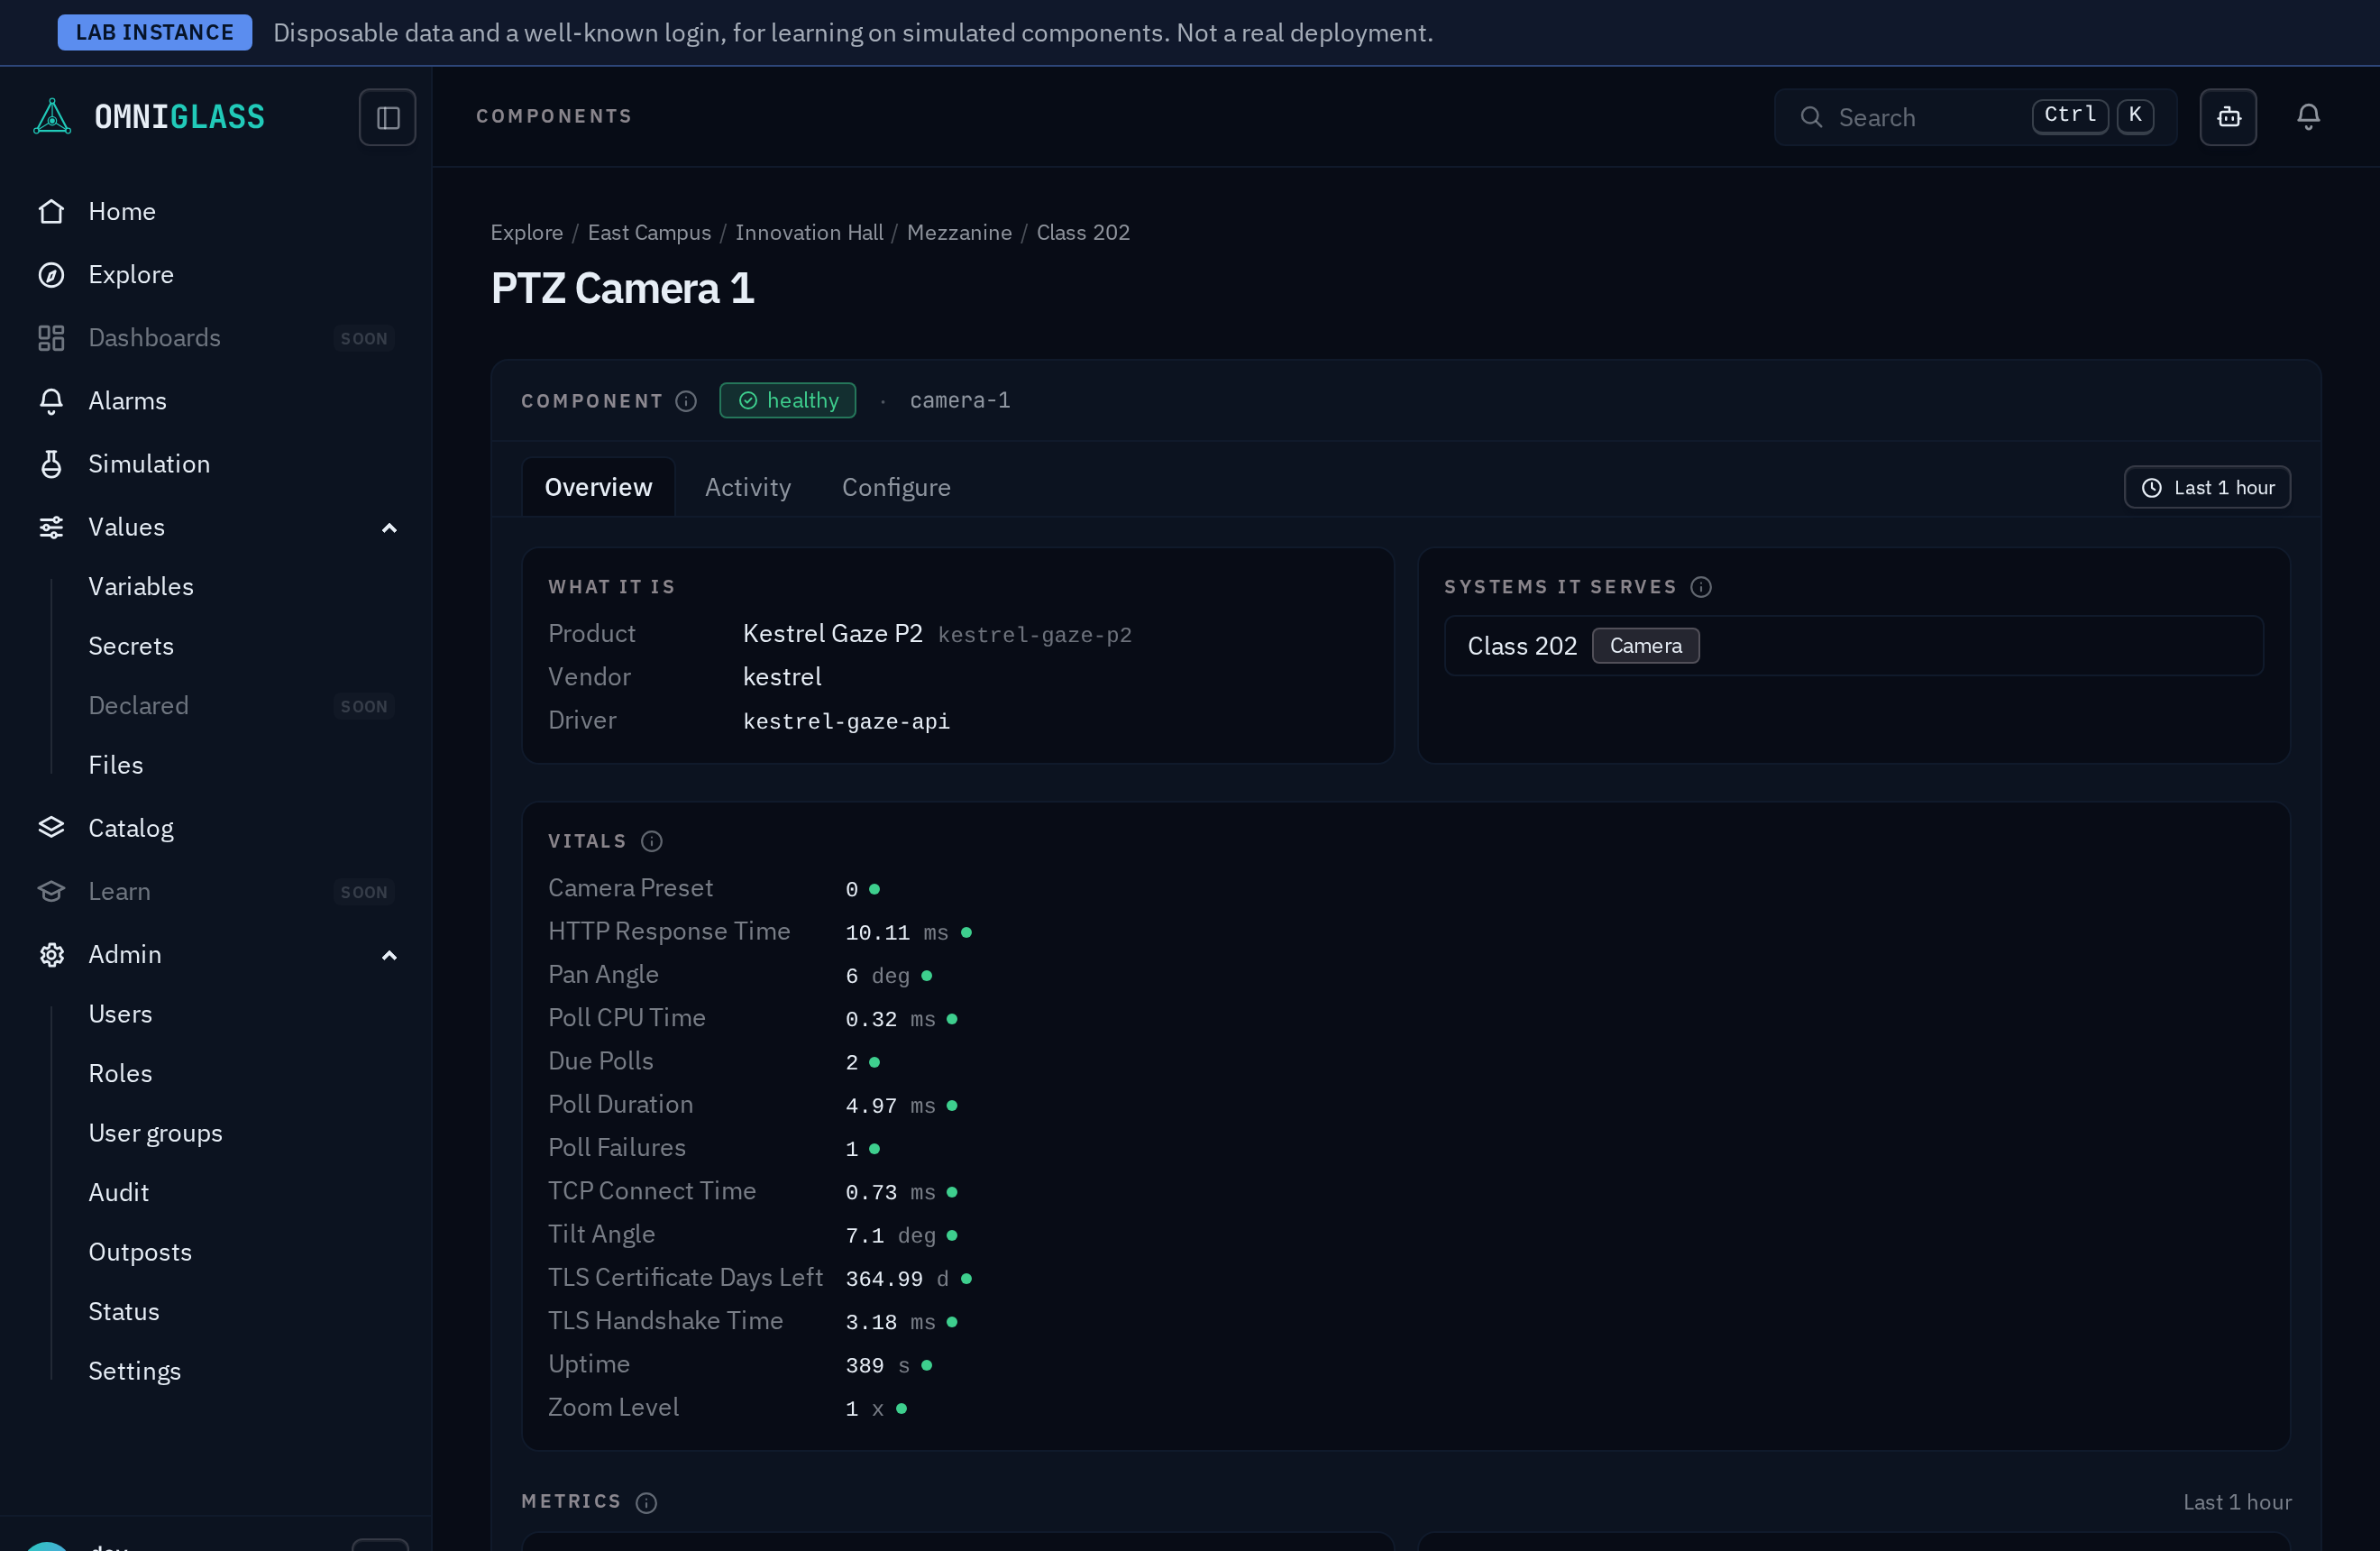 LAB INSTANCE Disposable data and a well-known login, for learning on simulated components. Not a real deployment.
OMNIGLASS
COMPONENTS
Search Ctrl K
Home
Explore
Dashboards SOON
Alarms
Simulation
Values
Variables
Secrets
Declared SOON
Files
Catalog
Learn SOON
Admin
Users
Roles
User groups
Audit
Outposts
Status
Settings
Explore / East Campus / Innovation Hall / Mezzanine / Class 202
PTZ Camera 1
COMPONENT healthy · camera-1
Overview Activity Configure Last 1 hour
WHAT IT IS
Product Kestrel Gaze P2 kestrel-gaze-p2
Vendor kestrel
Driver kestrel-gaze-api
SYSTEMS IT SERVES
Class 202 Camera
VITALS
Camera Preset 0
HTTP Response Time 10.11 ms
Pan Angle 6 deg
Poll CPU Time 0.32 ms
Due Polls 2
Poll Duration 4.97 ms
Poll Failures 1
TCP Connect Time 0.73 ms
Tilt Angle 7.1 deg
TLS Certificate Days Left 364.99 d
TLS Handshake Time 3.18 ms
Uptime 389 s
Zoom Level 1 x
METRICS Last 1 hour